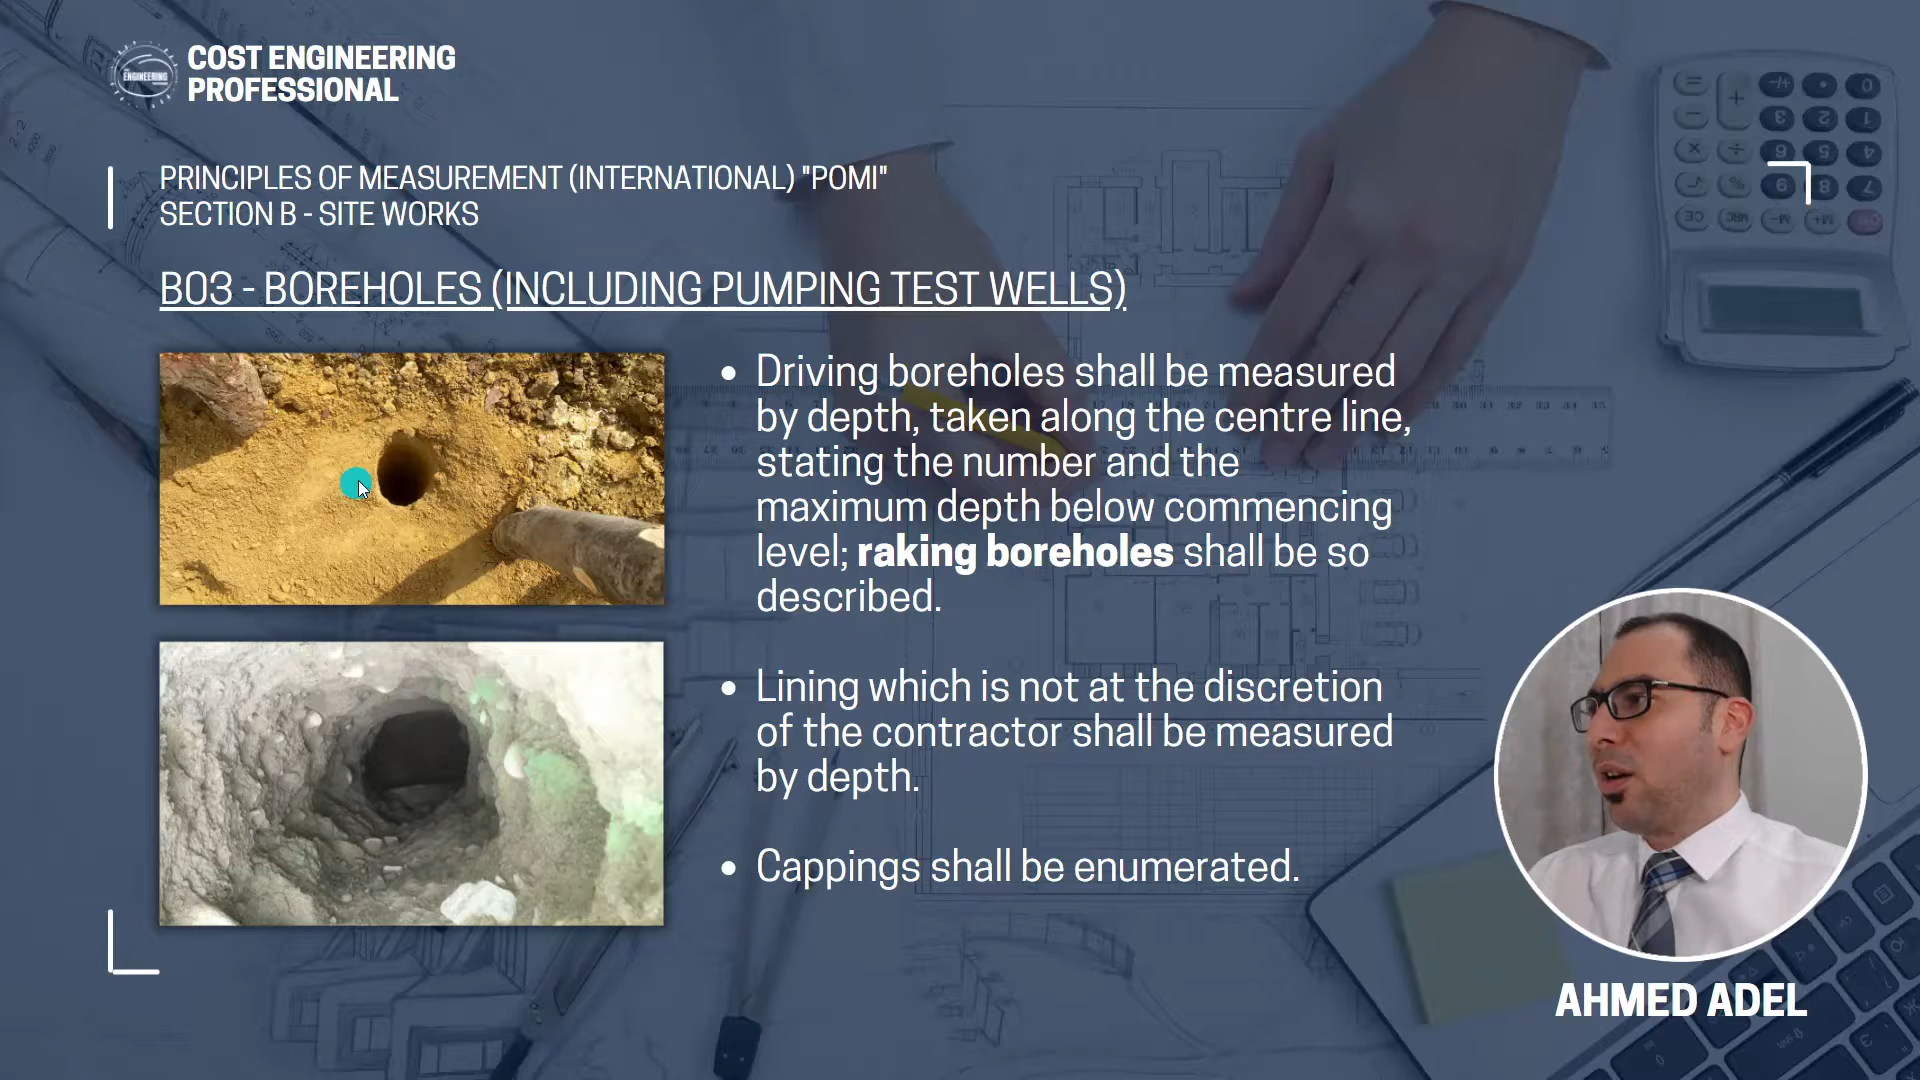 ENGINEERING
COST ENGINEERING
PROFESSIONAL
PRINCIPLES OF MEASUREMENT (INTERNATIONAL) "POMI"
SECTION B - SITE WORKS
B03 - BOREHOLES (INCLUDING PUMPING TEST WELLS)
• Driving boreholes shall be measured
by depth, taken along the centre line,
stating the number and the
maximum depth below commencing
level; raking boreholes shall be so
described.
• Lining which is not at the discretion
of the contractor shall be measured
by depth.
• Cappings shall be enumerated.
AHMED ADEL